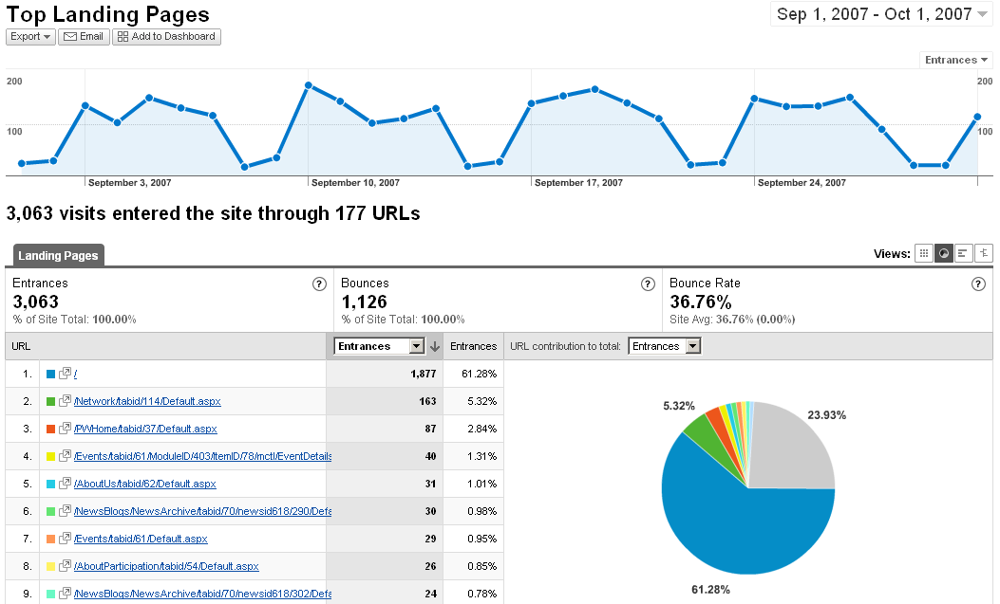 Top Landing Pages
Sep 1, 2007 - Oct 1, 2007
Export Email Add to Dashboard
Entrances
200 200
100 100
September 3, 2007 September 10, 2007 September 17, 2007 September 24, 2007
3,063 visits entered the site through 177 URLs
Landing Pages Views:
Entrances ? Bounces ? Bounce Rate ?
3,063 1,126 36.76%
% of Site Total: 100.00% % of Site Total: 100.00% Site Avg: 36.76% (0.00%)
URL Entrances Entrances URL contribution to total: Entrances
1. / 1,877 61.28%
2. /Network/tabid/114/Default.aspx 163 5.32%
3. /PWHome/tabid/37/Default.aspx 87 2.84%
4. /Events/tabid/61/ModuleID/403/ItemID/78/mctl/EventDetails 40 1.31%
5. /AboutUs/tabid/62/Default.aspx 31 1.01%
6. /NewsBlogs/NewsArchive/tabid/70/newsid618/290/Defa 30 0.98%
7. /Events/tabid/61/Default.aspx 29 0.95%
8. /AboutParticipation/tabid/54/Default.aspx 26 0.85%
9. /NewsBlogs/NewsArchive/tabid/70/newsid618/302/Defa 24 0.78%
5.32%
23.93%
61.28%